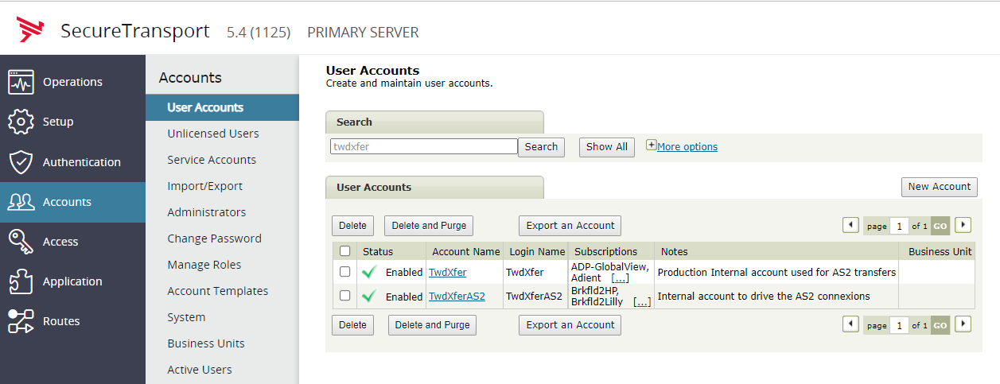 SecureTransport 5.4 (1125) PRIMARY SERVER
Operations
Setup
Authentication
Accounts
Access
Application
Routes
Accounts
User Accounts
Unlicensed Users
Service Accounts
Import/Export
Administrators
Change Password
Manage Roles
Account Templates
System
Business Units
Active Users
User Accounts
Create and maintain user accounts.
Search
twdxfer Search Show All More options
User Accounts New Account
Delete Delete and Purge Export an Account page 1 of 1 GO
Status Account Name Login Name Subscriptions Notes Business Unit
Enabled TwdXfer TwdXfer ADP-GlobalView, Production Internal account used for AS2 transfers
Adient [...]
Enabled TwdXferAS2 TwdXferAS2 Brkfld2HP, Internal account to drive the AS2 connexions
Brkfld2Lilly [...]
Delete Delete and Purge Export an Account page 1 of 1 GO